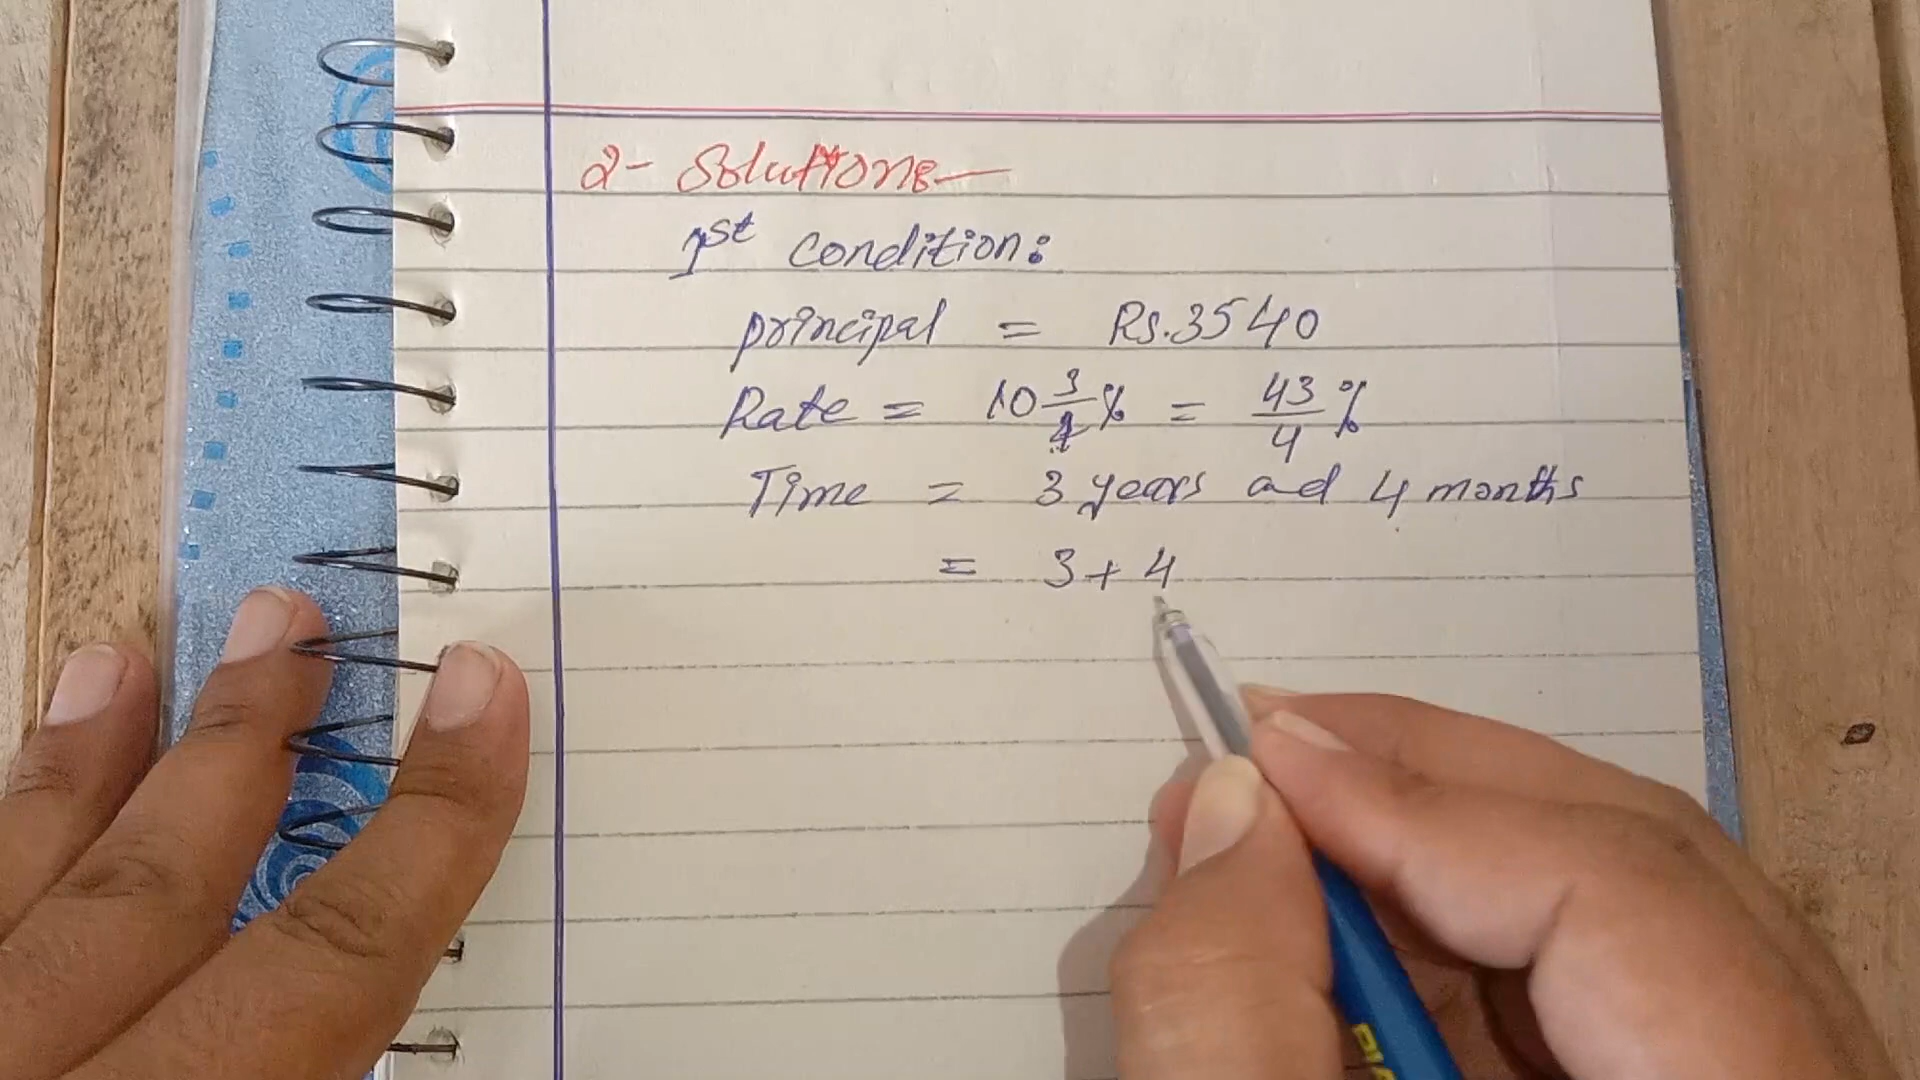 2- Solution:-
1st Condition:
principal = Rs.3540
Rate = 10 3/4 % = 43/4 %
Time = 3 years and 4 months
= 3 + 4